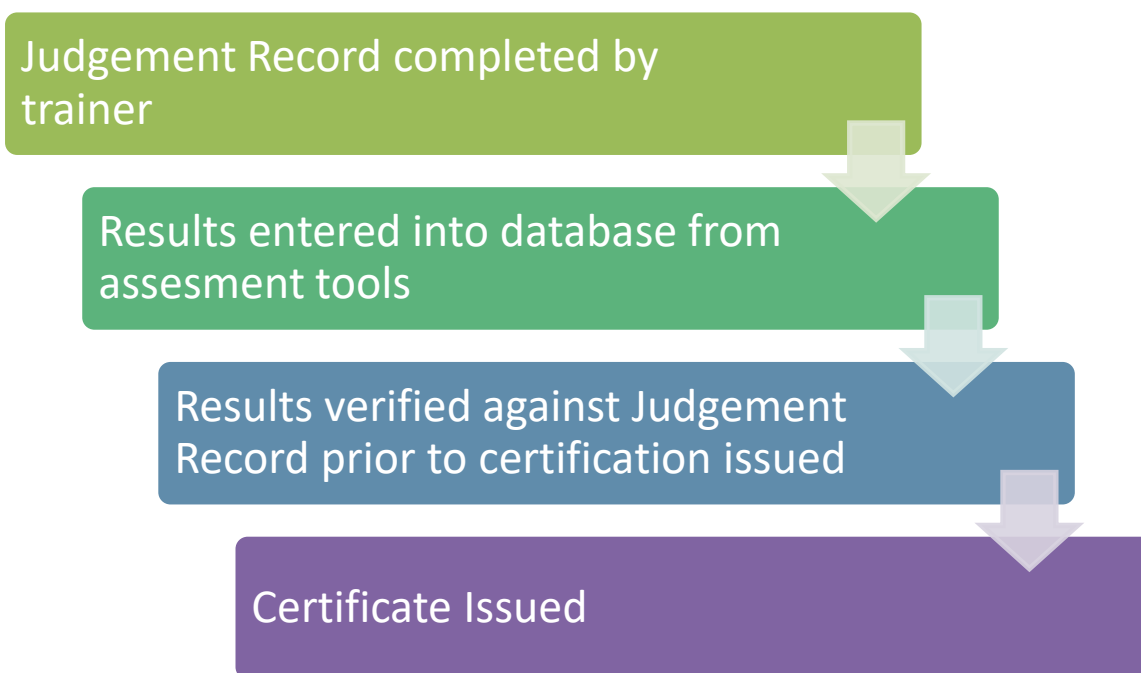 Judgement Record completed by
trainer
Results entered into database from
assesment tools
Results verified against Judgement
Record prior to certification issued
Certificate Issued